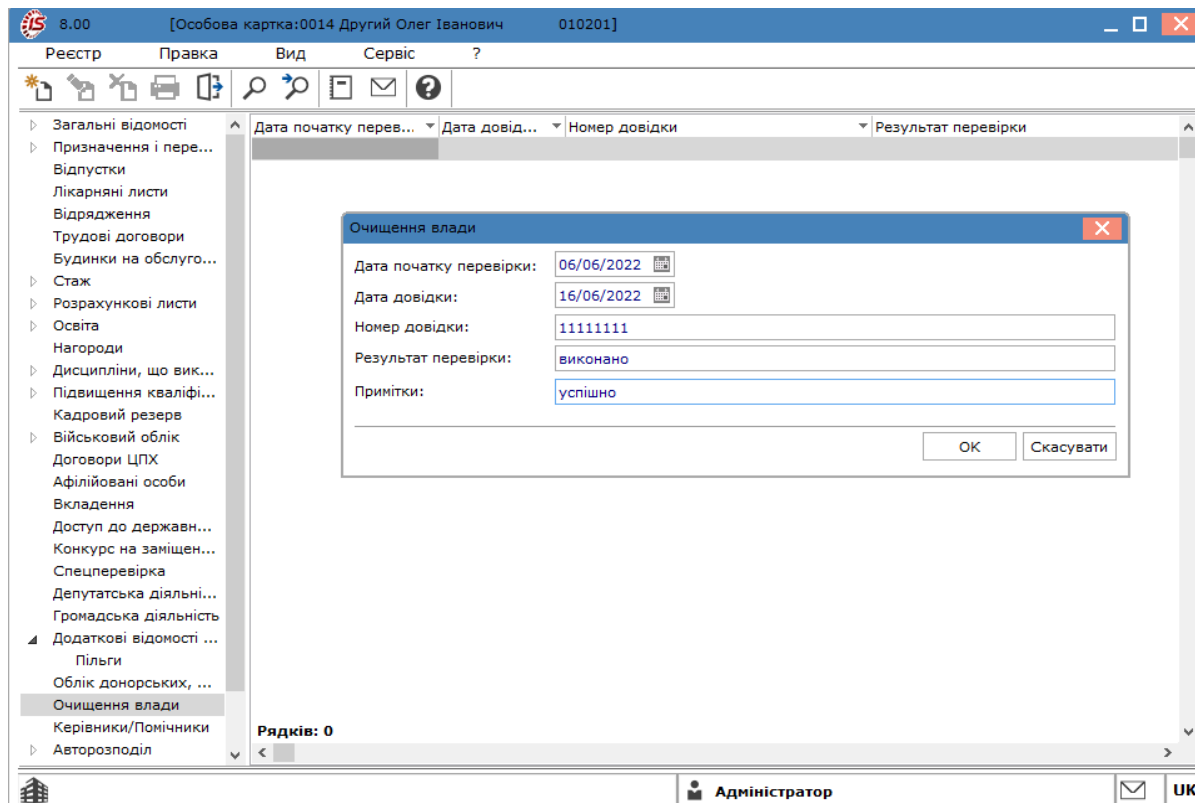 8.00 [Особова картка:0014 Другий Олег Іванович 010201]
Реєстр Правка Вид Сервіс ?
Загальні відомості
Призначення і пере...
Відпустки
Лікарняні листи
Відрядження
Трудові договори
Будинки на обслуго...
Стаж
Розрахункові листи
Освіта
Нагороди
Дисципліни, що вик...
Підвищення кваліфі...
Кадровий резерв
Військовий облік
Договори ЦПХ
Афілійовані особи
Вкладення
Доступ до державн...
Конкурс на заміщен...
Спецперевірка
Депутатська діяльні...
Громадська діяльність
Додаткові відомості ...
Пільги
Облік донорських, ...
Очищення влади
Керівники/Помічники
Авторозподіл
Дата початку перев... Дата довід... Номер довідки Результат перевірки
Очищення влади
Дата початку перевірки: 06/06/2022
Дата довідки: 16/06/2022
Номер довідки: 11111111
Результат перевірки: виконано
Примітки: успішно
OK Скасувати
Рядків: 0
Адміністратор UK